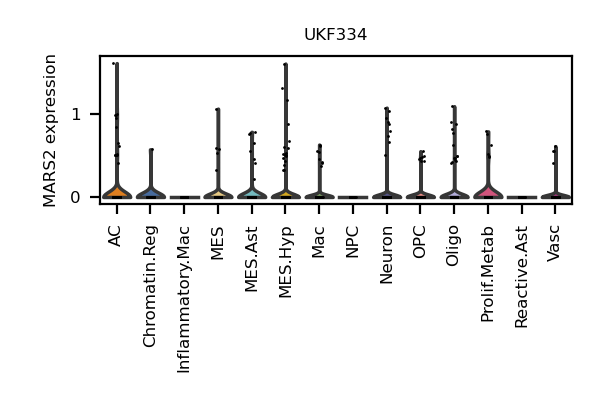 UKF334
MARS2 expression
1
0
AC
Chromatin.Reg
Inflammatory.Mac
MES
MES.Ast
MES.Hyp
Mac
NPC
Neuron
OPC
Oligo
Prolif.Metab
Reactive.Ast
Vasc